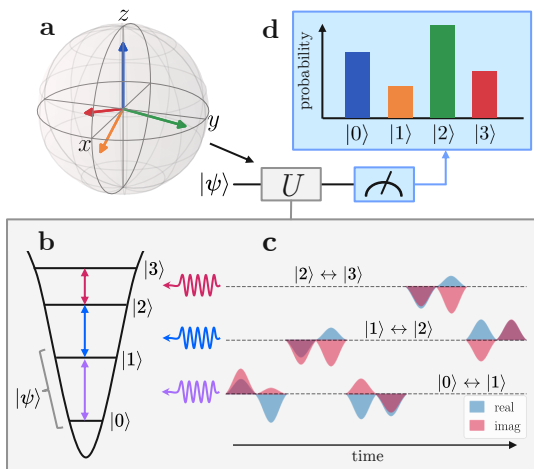 a
z
y
x
d
probability
|0⟩ |1⟩ |2⟩ |3⟩
|ψ⟩ U
b
|3⟩
|2⟩
|1⟩
|0⟩
|ψ⟩
c
|2⟩ ↔ |3⟩
|1⟩ ↔ |2⟩
|0⟩ ↔ |1⟩
real
imag
time